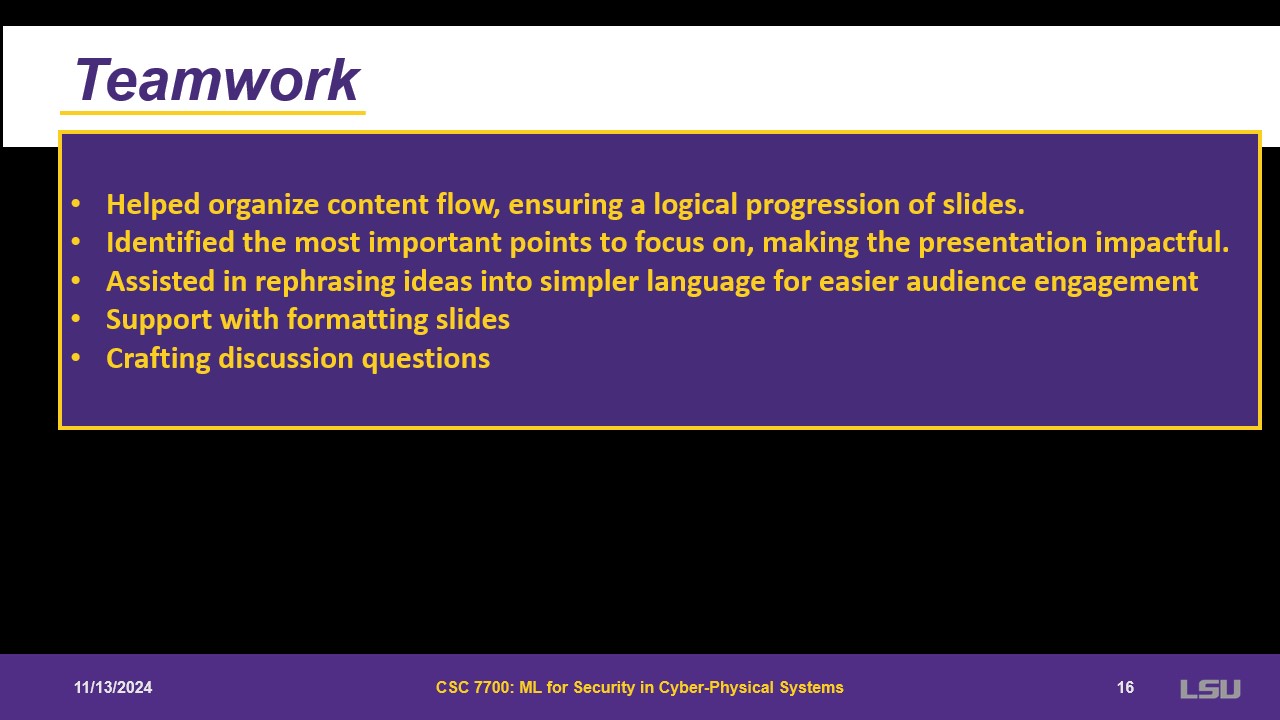 Teamwork
• Helped organize content flow, ensuring a logical progression of slides.
• Identified the most important points to focus on, making the presentation impactful.
• Assisted in rephrasing ideas into simpler language for easier audience engagement
• Support with formatting slides
• Crafting discussion questions
11/13/2024
CSC 7700: ML for Security in Cyber-Physical Systems
16
LSU